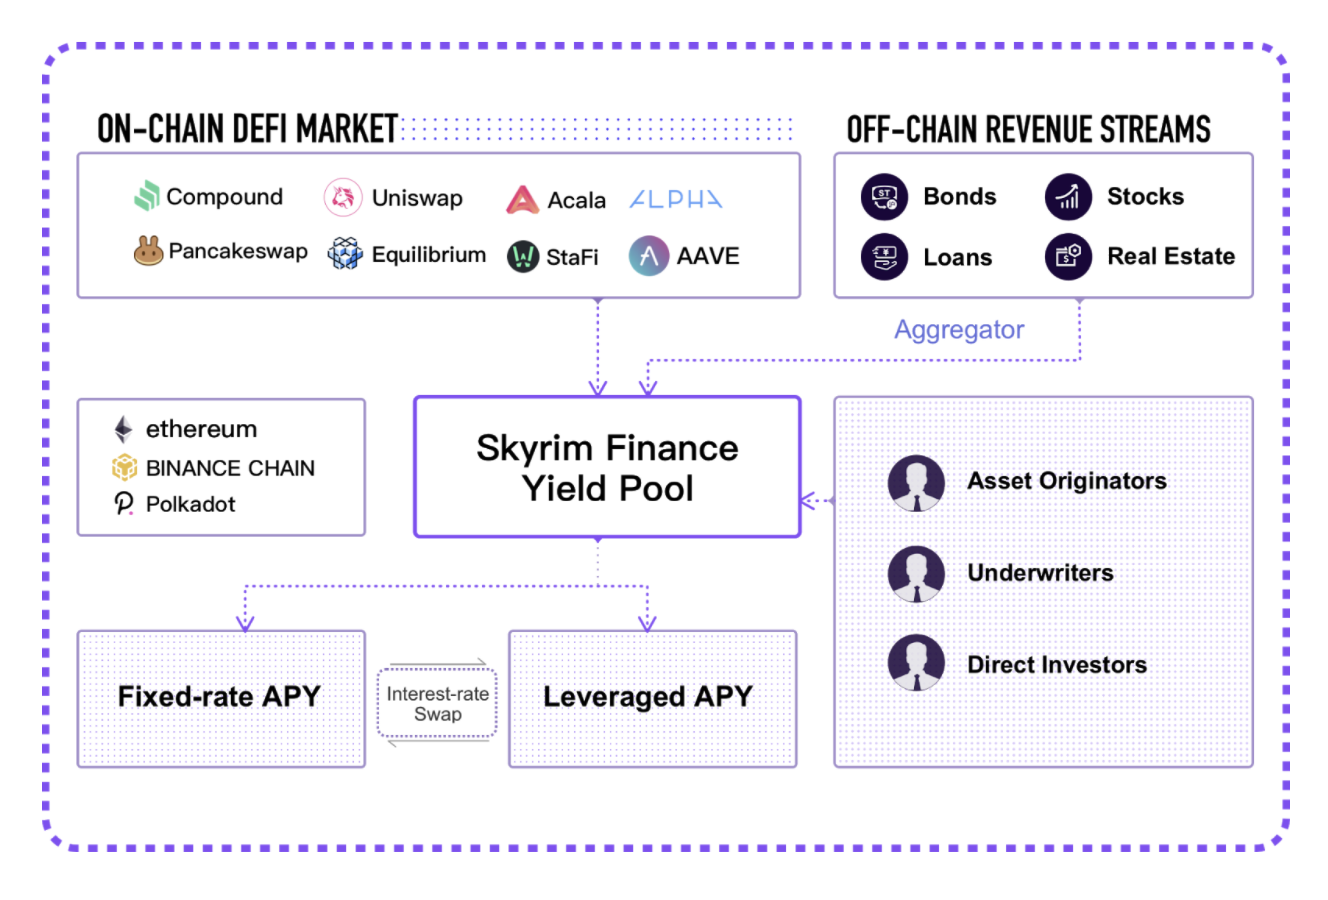 ON-CHAIN DEFI MARKET
Compound
Uniswap
Acala
ALPHA
Pancakeswap
Equilibrium
StaFi
AAVE
OFF-CHAIN REVENUE STREAMS
ST
Bonds
Stocks
¥
Loans
$
Real Estate
Aggregator
ethereum
BINANCE CHAIN
Polkadot
Skyrim Finance
Yield Pool
Asset Originators
Underwriters
Direct Investors
Fixed-rate APY
Interest-rate
Swap
Leveraged APY